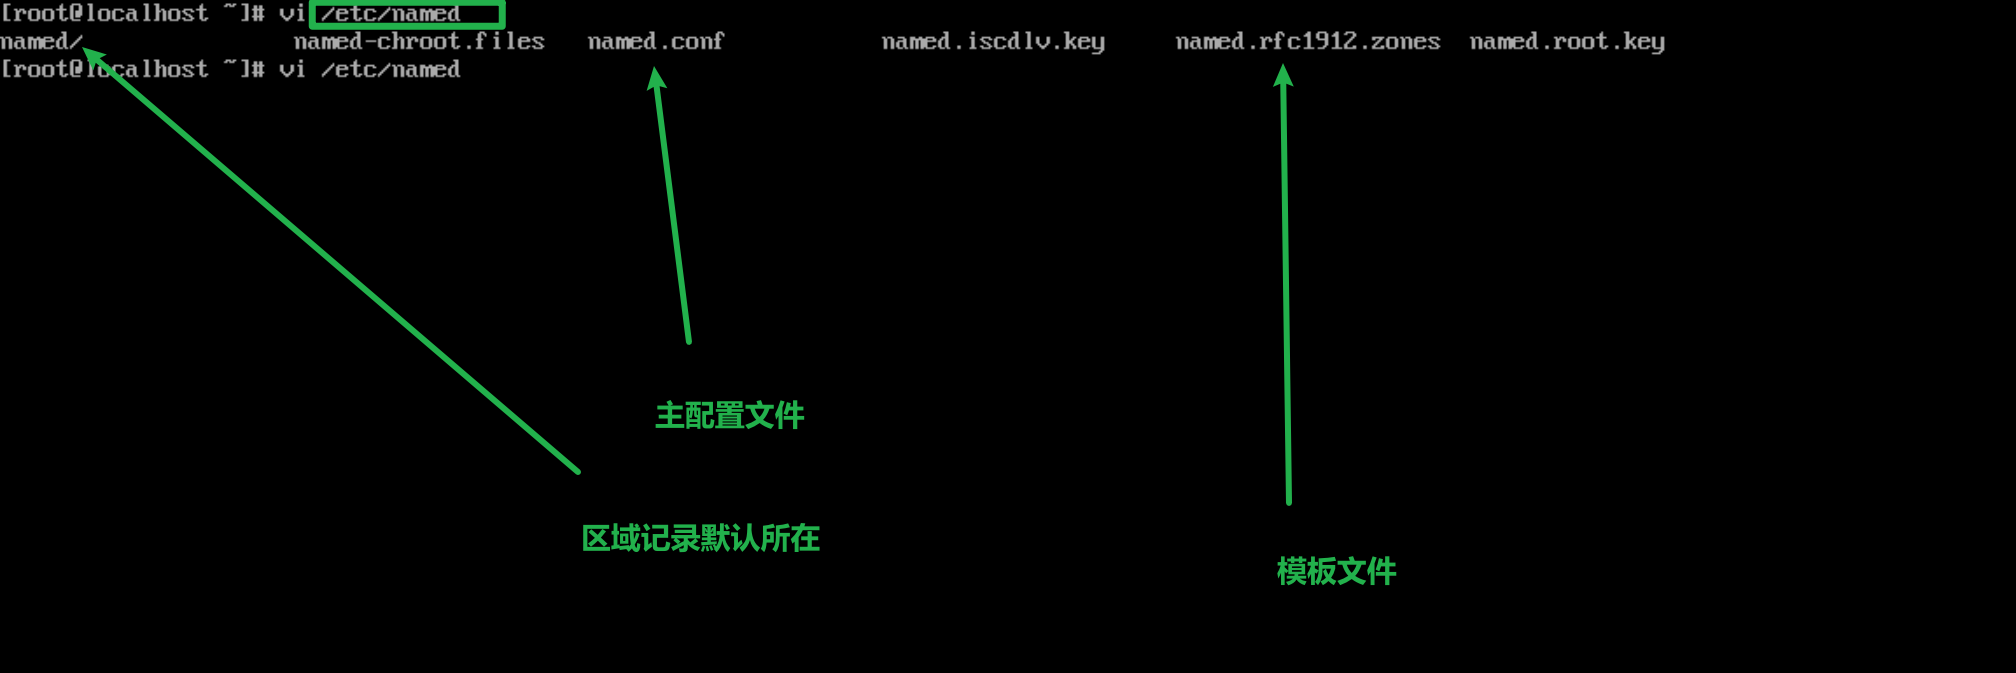 [root@localhost ~]# vi /etc/named
named/ named-chroot.files named.conf named.iscdlv.key named.rfc1912.zones named.root.key
[root@localhost ~]# vi /etc/named
主配置文件
区域记录默认所在
模板文件